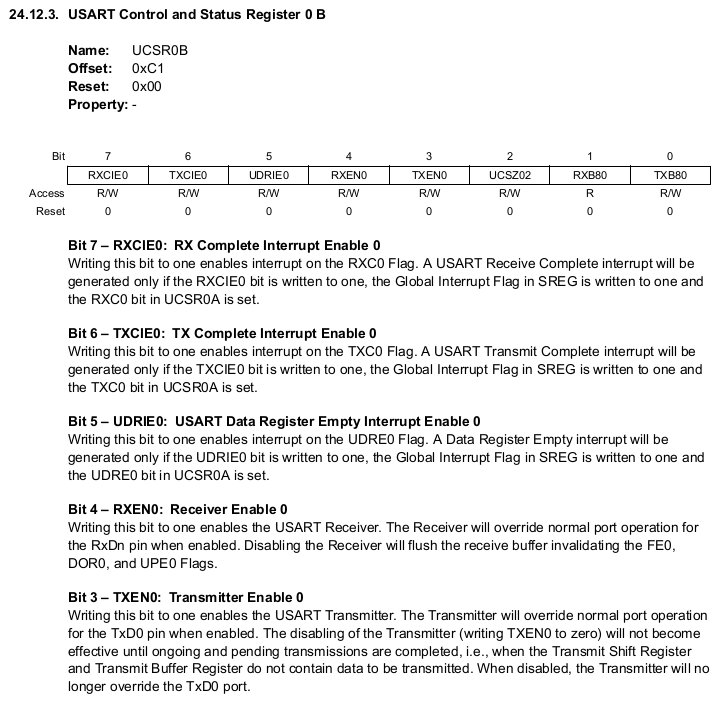 24.12.3. USART Control and Status Register 0 B
Name: UCSR0B
Offset: 0xC1
Reset: 0x00
Property: -
Bit 7 6 5 4 3 2 1 0
RXCIE0 TXCIE0 UDRIE0 RXEN0 TXEN0 UCSZ02 RXB80 TXB80
Access R/W R/W R/W R/W R/W R/W R R/W
Reset 0 0 0 0 0 0 0 0
Bit 7 – RXCIE0: RX Complete Interrupt Enable 0
Writing this bit to one enables interrupt on the RXC0 Flag. A USART Receive Complete interrupt will be
generated only if the RXCIE0 bit is written to one, the Global Interrupt Flag in SREG is written to one and
the RXC0 bit in UCSR0A is set.
Bit 6 – TXCIE0: TX Complete Interrupt Enable 0
Writing this bit to one enables interrupt on the TXC0 Flag. A USART Transmit Complete interrupt will be
generated only if the TXCIE0 bit is written to one, the Global Interrupt Flag in SREG is written to one and
the TXC0 bit in UCSR0A is set.
Bit 5 – UDRIE0: USART Data Register Empty Interrupt Enable 0
Writing this bit to one enables interrupt on the UDRE0 Flag. A Data Register Empty interrupt will be
generated only if the UDRIE0 bit is written to one, the Global Interrupt Flag in SREG is written to one and
the UDRE0 bit in UCSR0A is set.
Bit 4 – RXEN0: Receiver Enable 0
Writing this bit to one enables the USART Receiver. The Receiver will override normal port operation for
the RxDn pin when enabled. Disabling the Receiver will flush the receive buffer invalidating the FE0,
DOR0, and UPE0 Flags.
Bit 3 – TXEN0: Transmitter Enable 0
Writing this bit to one enables the USART Transmitter. The Transmitter will override normal port operation
for the TxD0 pin when enabled. The disabling of the Transmitter (writing TXEN0 to zero) will not become
effective until ongoing and pending transmissions are completed, i.e., when the Transmit Shift Register
and Transmit Buffer Register do not contain data to be transmitted. When disabled, the Transmitter will no
longer override the TxD0 port.